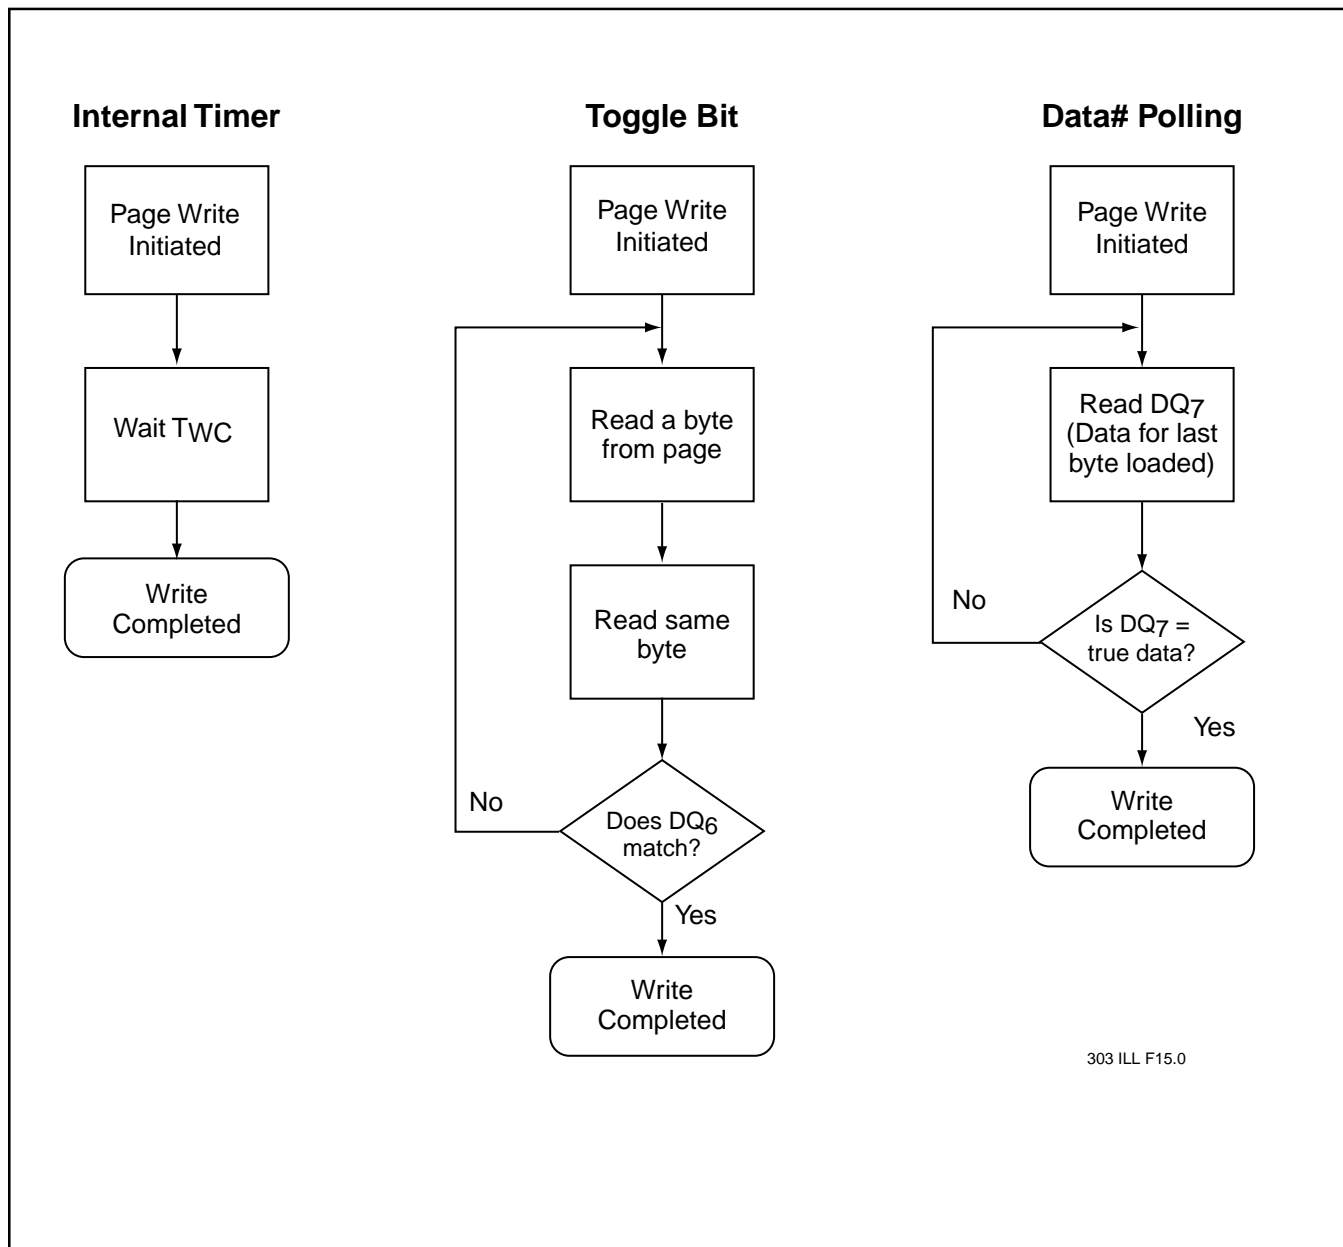 Internal Timer
Page Write
Initiated
Wait TWC
Write
Completed
Toggle Bit
Page Write
Initiated
Read a byte
from page
Read same
byte
No
Does DQ6
match?
Yes
Write
Completed
Data# Polling
Page Write
Initiated
Read DQ7
(Data for last
byte loaded)
No
Is DQ7 =
true data?
Yes
Write
Completed
303 ILL F15.0